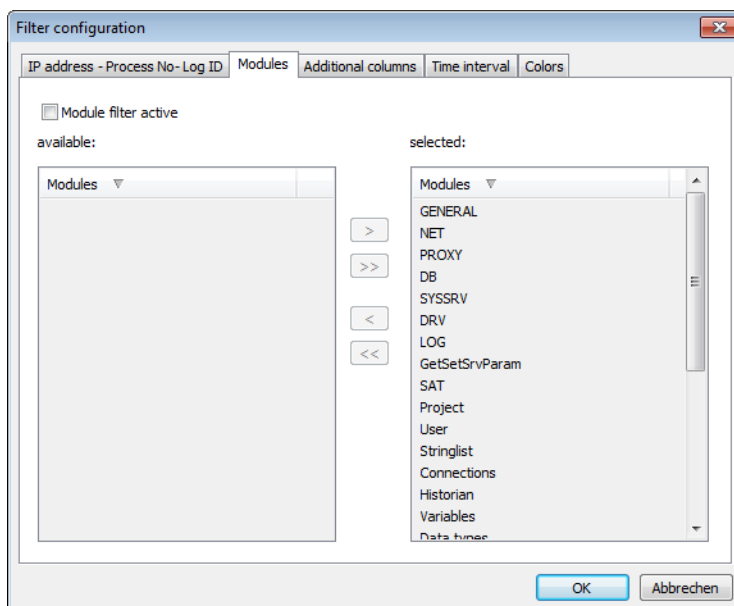 Filter configuration
IP address - Process No- Log ID Modules Additional columns Time interval Colors
Module filter active
available: selected:
Modules Modules
GENERAL
NET
>
PROXY
>>
DB
SYSSRV
<
DRV
LOG
<<
GetSetSrvParam
SAT
Project
User
Stringlist
Connections
Historian
Variables
Data types
OK Abbrechen